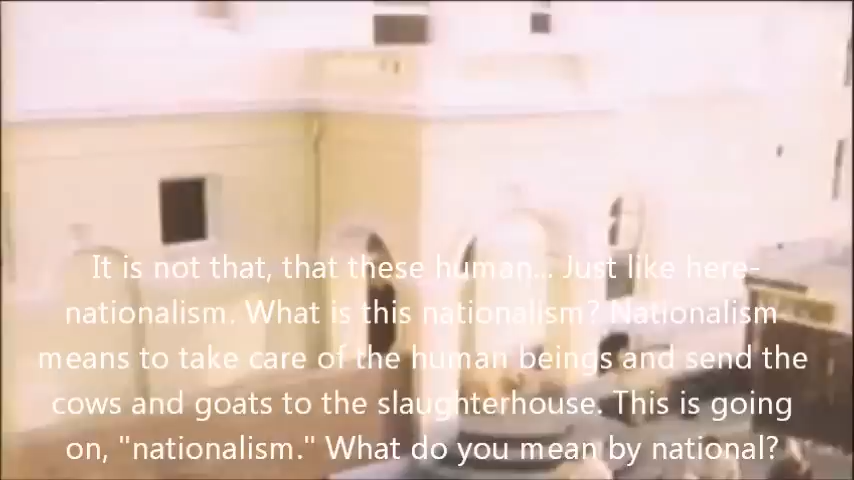 It is not that, that these human... Just like here-
nationalism. What is this nationalism? Nationalism
means to take care of the human beings and send the
cows and goats to the slaughterhouse. This is going
on, "nationalism." What do you mean by national?